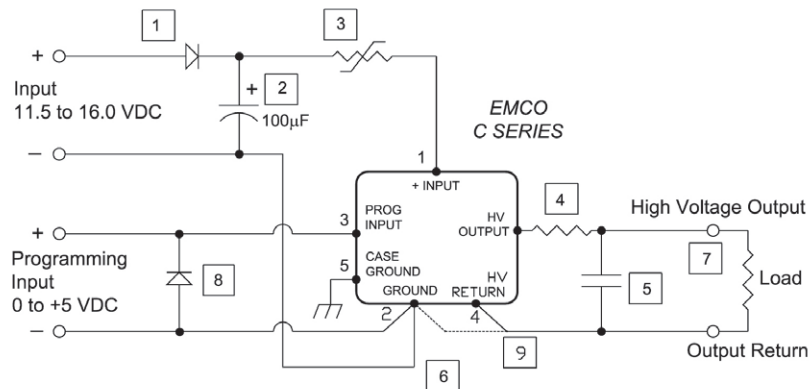 1
3
+
Input
11.5 to 16.0 VDC
−
+
2
100µF
EMCO
C SERIES
1
+ INPUT
4
High Voltage Output
+
3
PROG
INPUT
HV
OUTPUT
7
Programming
Input
0 to +5 VDC
8
5
CASE
GROUND
HV
RETURN
5
Load
−
GROUND
2
4
9
Output Return
6